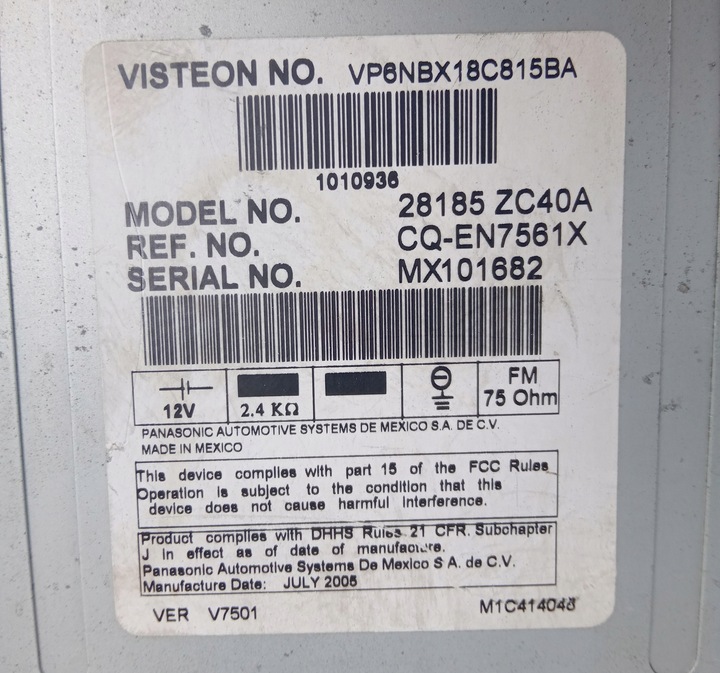 VISTEON NO. VP6NBX18C815BA
1010936
MODEL NO. 28185 ZC40A
REF. NO. CQ-EN7561X
SERIAL NO. MX101682
12V
2.4 KΩ
FM
75 Ohm
PANASONIC AUTOMOTIVE SYSTEMS DE MEXICO S.A. DE C.V.
MADE IN MEXICO
This device complies with part 15 of the FCC Rules
Operation is subject to the condition that this
device does not cause harmful interference.
Product complies with DHHS Rules 21 CFR. Subchapter
J in effect as of date of manufacture.
Panasonic Automotive Systems De Mexico S A. de C.V.
Manufacture Date: JULY 2005
VER V7501 M1C414048